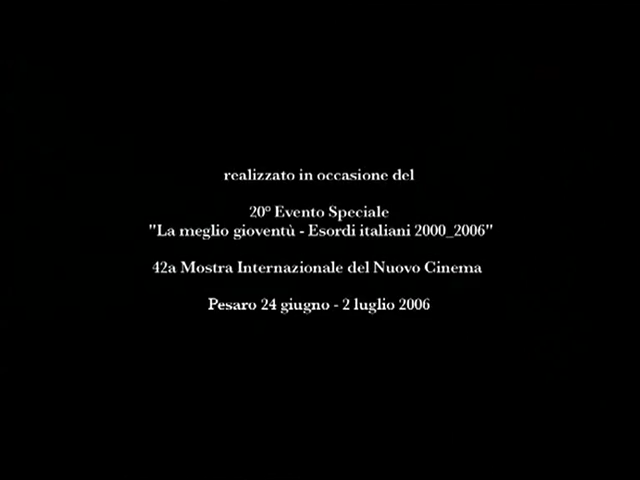 realizzato in occasione del
20° Evento Speciale
"La meglio gioventù - Esordi italiani 2000_2006"
42a Mostra Internazionale del Nuovo Cinema
Pesaro 24 giugno - 2 luglio 2006